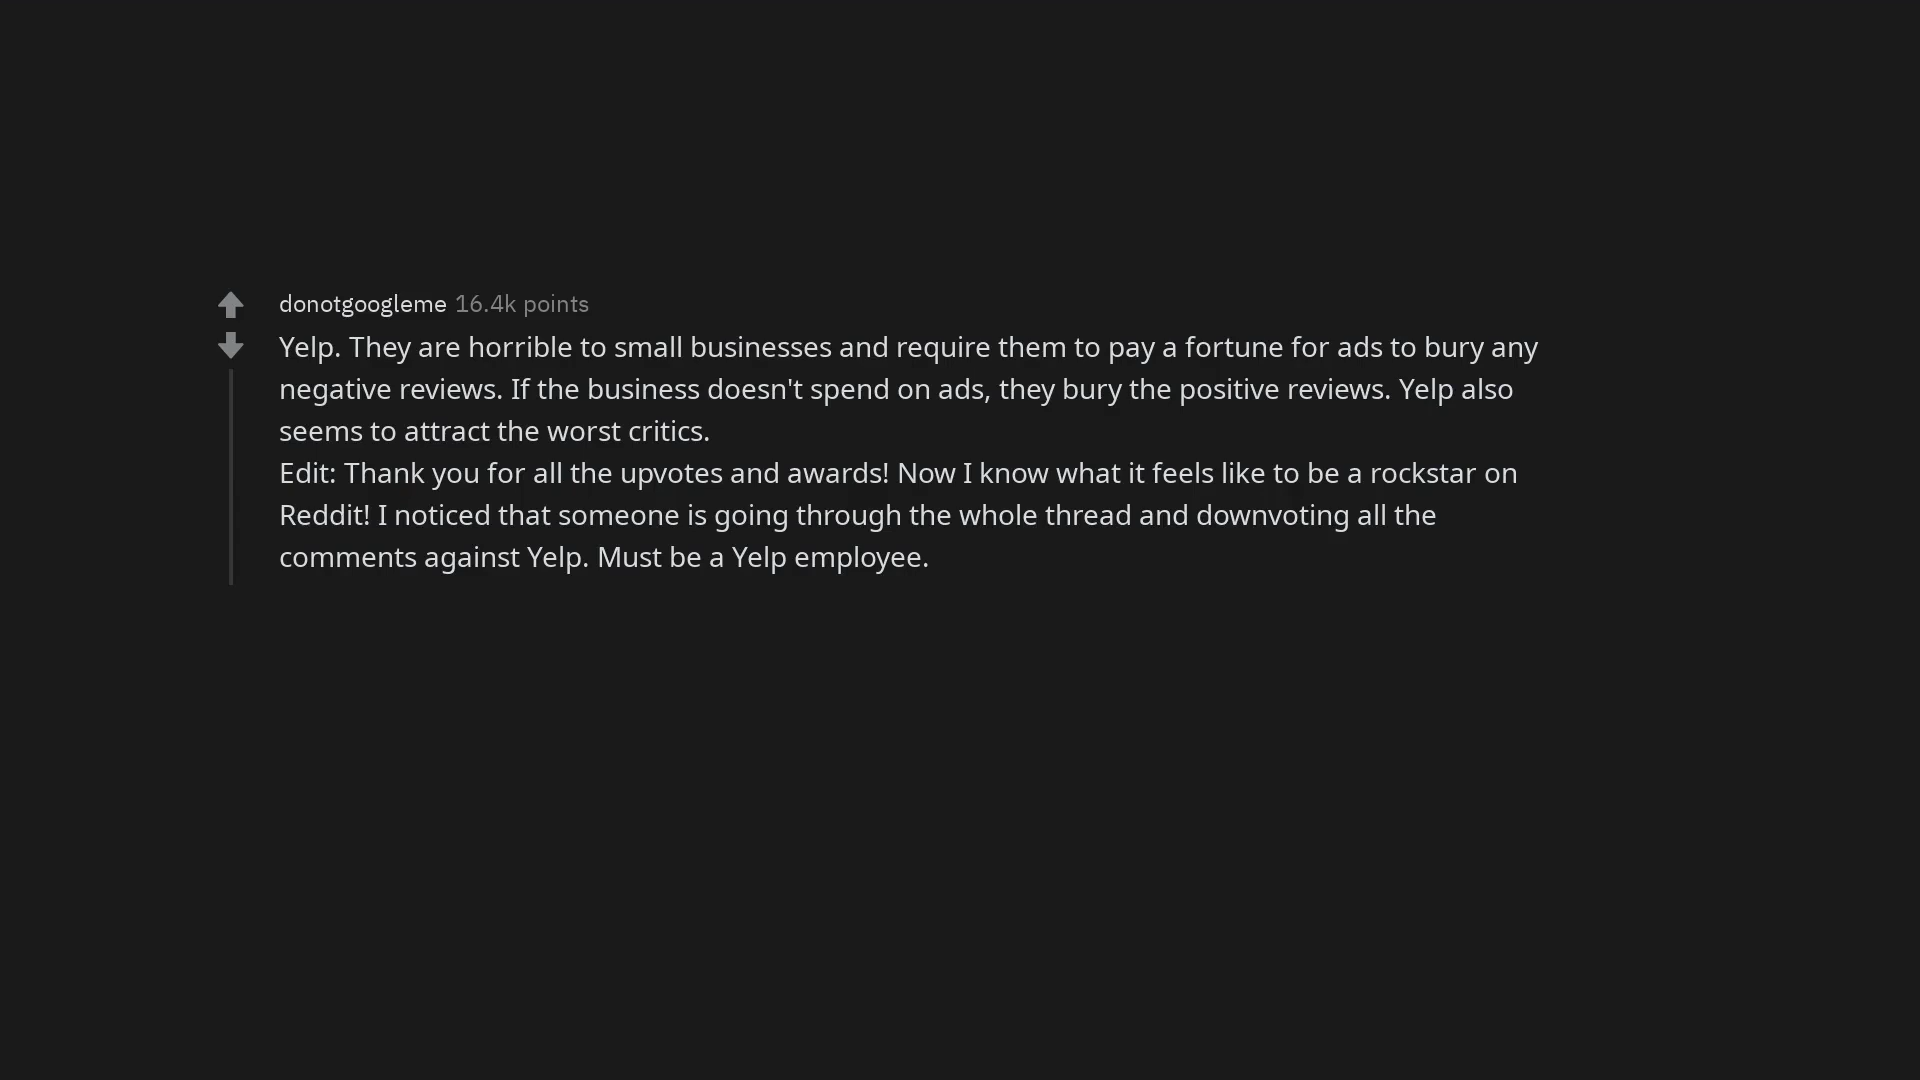 donotgoogleme 16.4k points
Yelp. They are horrible to small businesses and require them to pay a fortune for ads to bury any
negative reviews. If the business doesn't spend on ads, they bury the positive reviews. Yelp also
seems to attract the worst critics.
Edit: Thank you for all the upvotes and awards! Now I know what it feels like to be a rockstar on
Reddit! I noticed that someone is going through the whole thread and downvoting all the
comments against Yelp. Must be a Yelp employee.